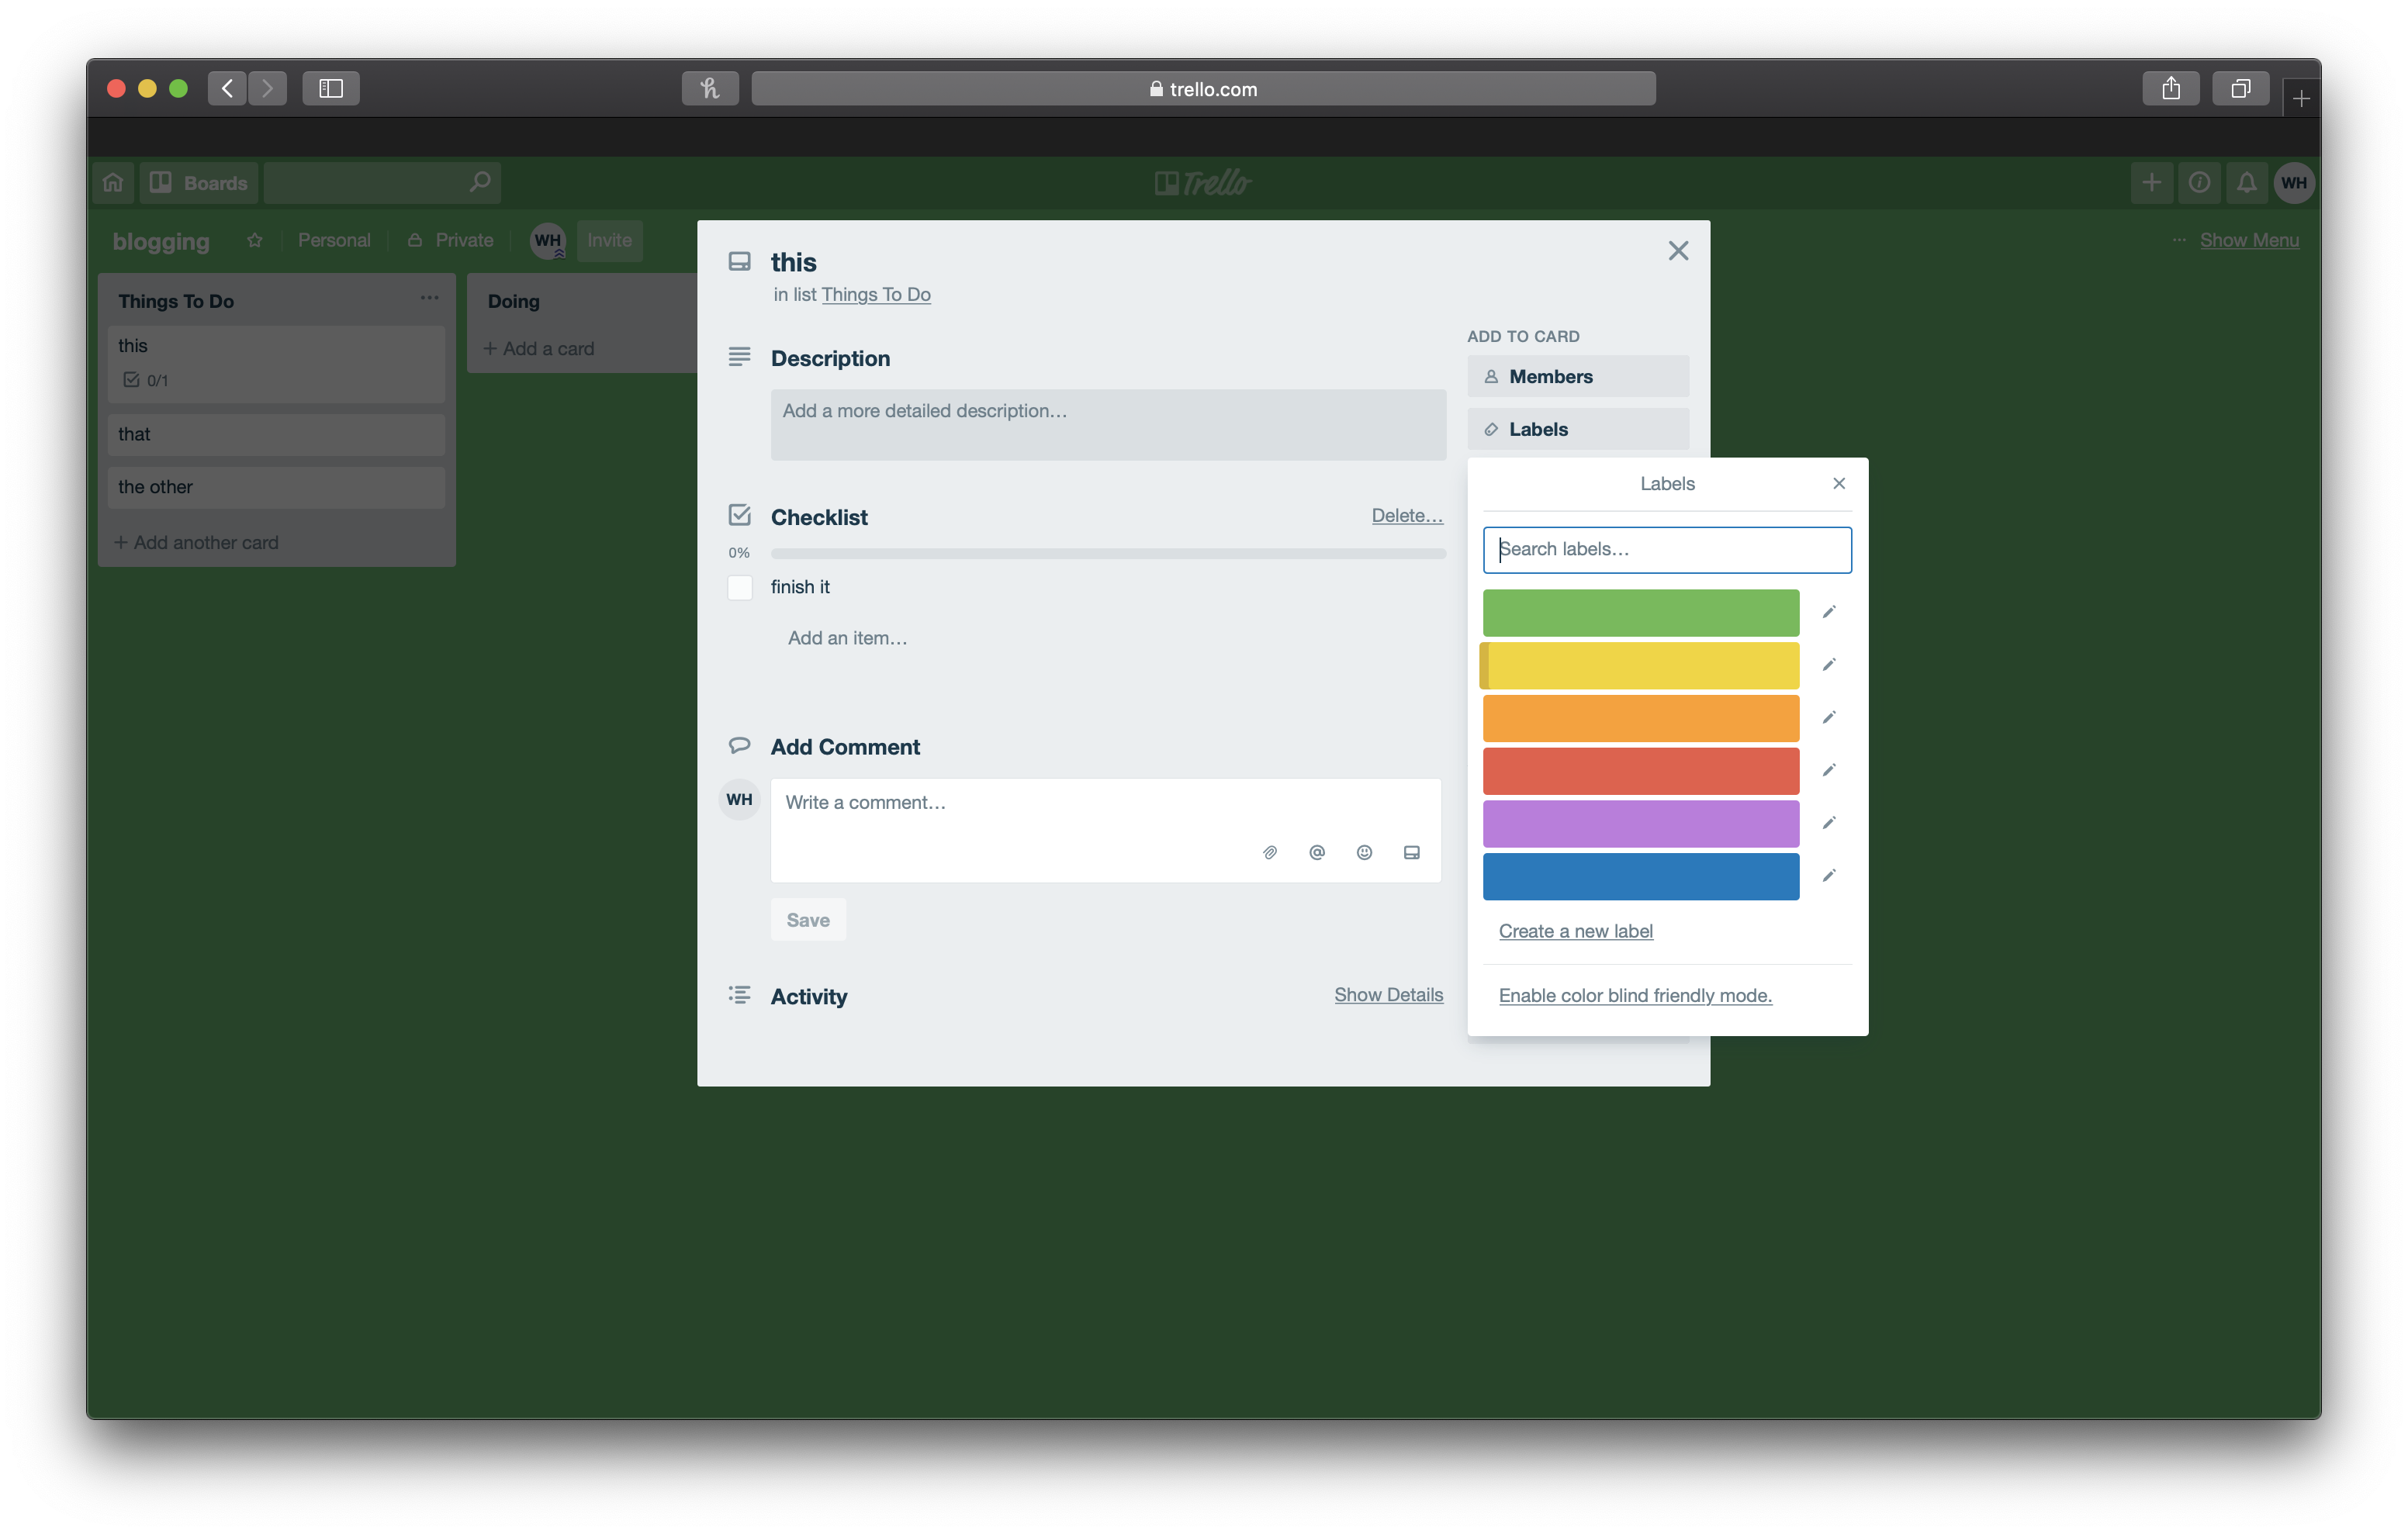 trello.com
Boards
Trello
WH
blogging
Personal
Private
WH
Invite
Show Menu
Things To Do
this
0/1
that
the other
+ Add another card
Doing
+ Add a card
this
in list Things To Do
Description
Add a more detailed description…
Checklist
Delete…
0%
finish it
Add an item…
Add Comment
WH
Write a comment…
Save
Activity
Show Details
ADD TO CARD
Members
Labels
Labels
Search labels…
Create a new label
Enable color blind friendly mode.